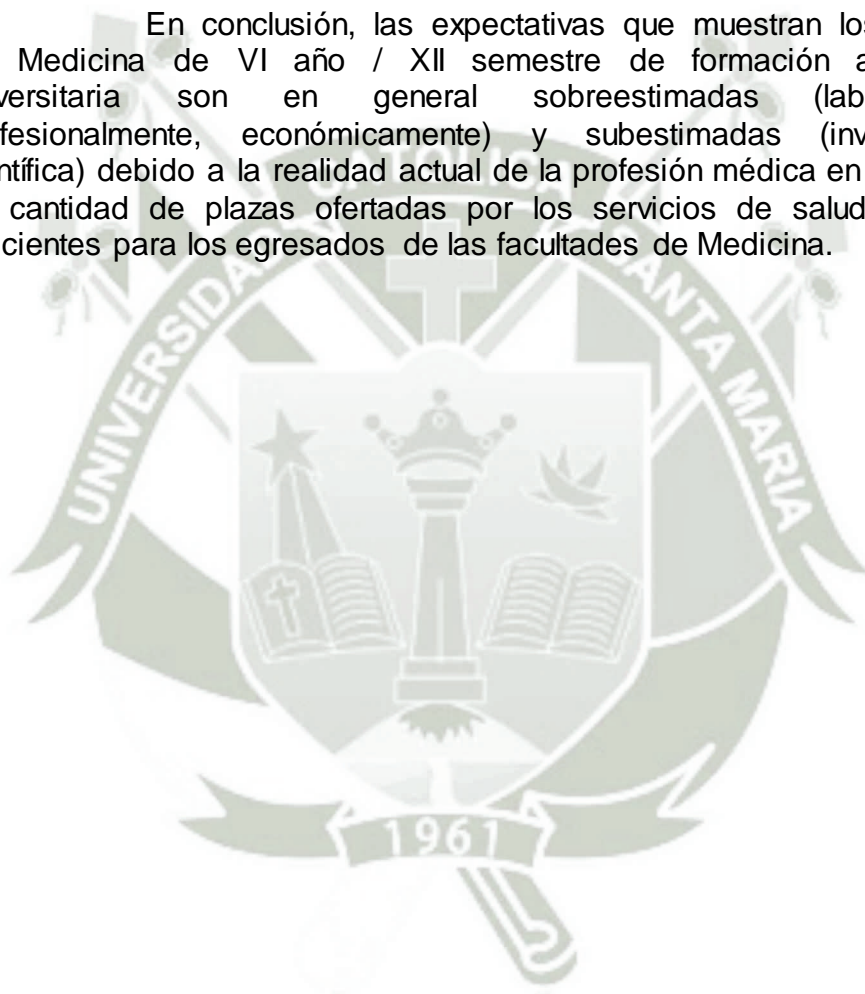 En conclusión, las expectativas que muestran los
Medicina de VI año / XII semestre de formación a
versitaria son en general sobreestimadas (lab
fesionalmente, económicamente) y subestimadas (inv
ntífica) debido a la realidad actual de la profesión médica en
cantidad de plazas ofertadas por los servicios de salud
cientes para los egresados de las facultades de Medicina.
UNIVERSIDAD CATOLICA SANTA MARIA
1961